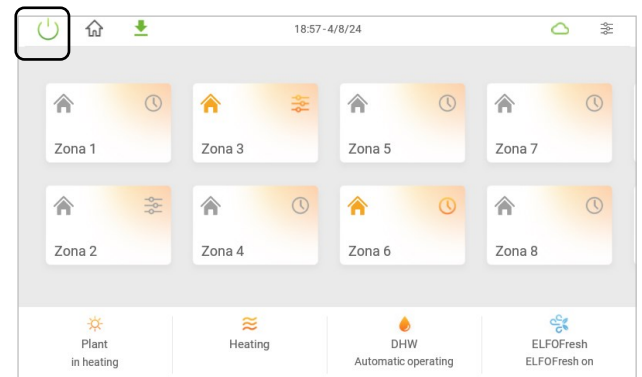 18:57-4/8/24
Zona 1
Zona 3
Zona 5
Zona 7
Zona 2
Zona 4
Zona 6
Zona 8
Plant
in heating
Heating
DHW
Automatic operating
ELFOFresh
ELFOFresh on